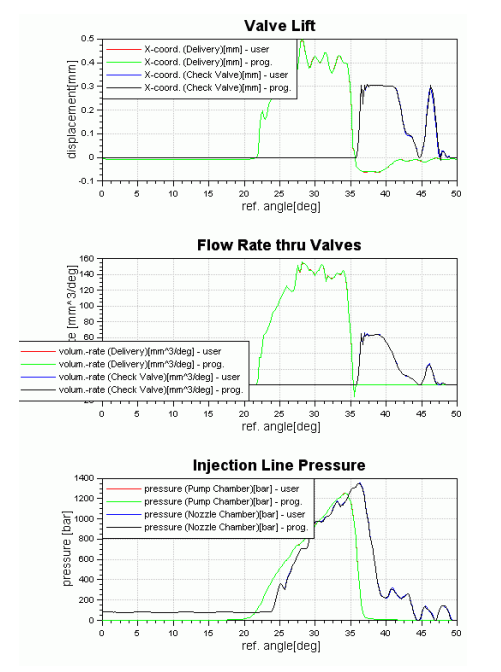 Valve Lift
0.5
0.4
0.3
0.2
0.1
0
-0.1
displacement[mm]
X-coord. (Delivery)[mm] - user
X-coord. (Delivery)[mm] - prog.
X-coord. (Check Valve)[mm] - user
X-coord. (Check Valve)[mm] - prog.
0 5 10 15 20 25 30 35 40 45 50
ref. angle[deg]
Flow Rate thru Valves
160
140
120
100
80
60
[mm^3/deg]
volum.-rate (Delivery)[mm^3/deg] - user
volum.-rate (Delivery)[mm^3/deg] - prog.
volum.-rate (Check Valve)[mm^3/deg] - user
volum.-rate (Check Valve)[mm^3/deg] - prog.
0 5 10 15 20 25 30 35 40 45 50
ref. angle[deg]
Injection Line Pressure
1400
1200
1000
800
600
400
200
0
pressure [bar]
pressure (Pump Chamber)[bar] - user
pressure (Pump Chamber)[bar] - prog.
pressure (Nozzle Chamber)[bar] - user
pressure (Nozzle Chamber)[bar] - prog.
0 5 10 15 20 25 30 35 40 45 50
ref. angle[deg]